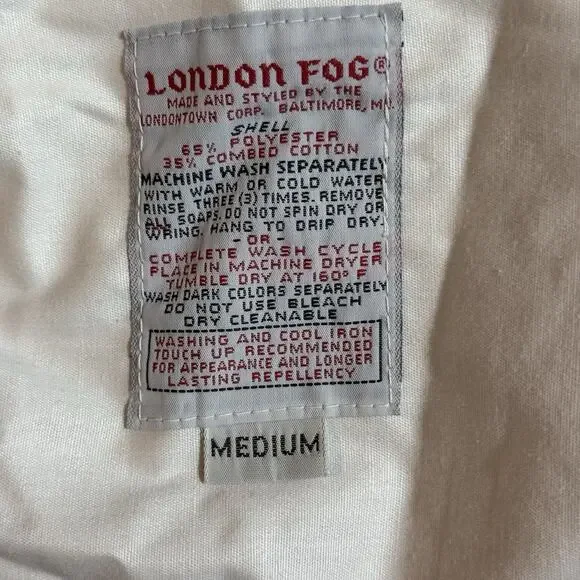 LONDON FOG®
MADE AND STYLED BY THE
LONDONTOWN CORP. BALTIMORE, MD.
SHELL
65% POLYESTER
35% COMBED COTTON
MACHINE WASH SEPARATELY
WITH WARM OR COLD WATER
RINSE THREE (3) TIMES. REMOVE
ALL SOAPS. DO NOT SPIN DRY OR
WRING. HANG TO DRIP DRY.
-OR-
COMPLETE WASH CYCLE
PLACE IN MACHINE DRYER
TUMBLE DRY AT 160° F
WASH DARK COLORS SEPARATELY
DO NOT USE BLEACH
DRY CLEANABLE
WASHING AND COOL IRON
TOUCH UP RECOMMENDED
FOR APPEARANCE AND LONGER
LASTING REPELLENCY
MEDIUM